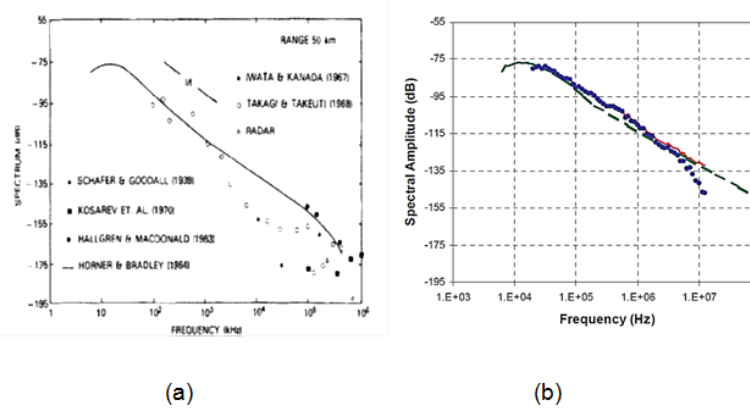 55
-75
-95
-115
-135
-155
-175
-195
SPECTRUM (dB)
RANGE 50 km
1/f
IWATA & KANADA (1967)
TAKAGI & TAKEUTI (1968)
RADAR
SCHAFER & GOODALL (1939)
KOSAREV ET. AL. (1970)
HALLGREN & MACDONALD (1963)
HORNER & BRADLEY (1964)
1 10 10² 10³ 10⁴ 10⁵ 10⁶
FREQUENCY (kHz)
(a)
-55
-75
-95
-115
-135
-155
-175
-195
Spectral Amplitude (dB)
1.E+03 1.E+04 1.E+05 1.E+06 1.E+07
Frequency (Hz)
(b)